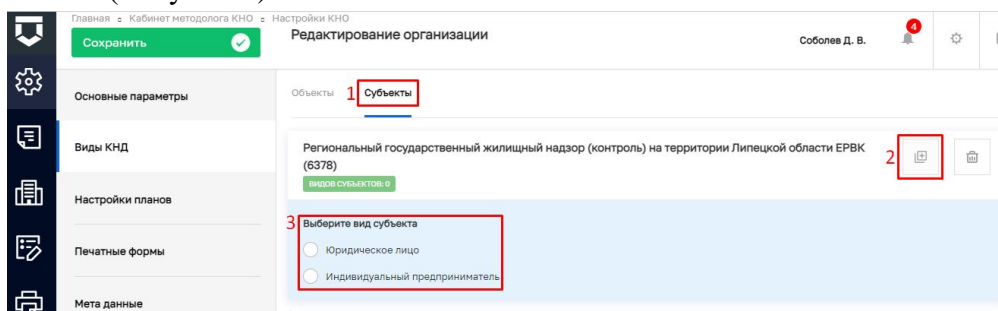 Главная Кабинет методолога КНО Настройки КНО
Сохранить
Редактирование организации
Соболев Д. В.
4
Основные параметры
Объекты
1
Субъекты
Виды КНД
Региональный государственный жилищный надзор (контроль) на территории Липецкой области ЕРВК
(6378)
2
ВИДОВ СУБЪЕКТОВ: 0
Настройки планов
3
Выберите вид субъекта
Юридическое лицо
Печатные формы
Индивидуальный предприниматель
Мета данные